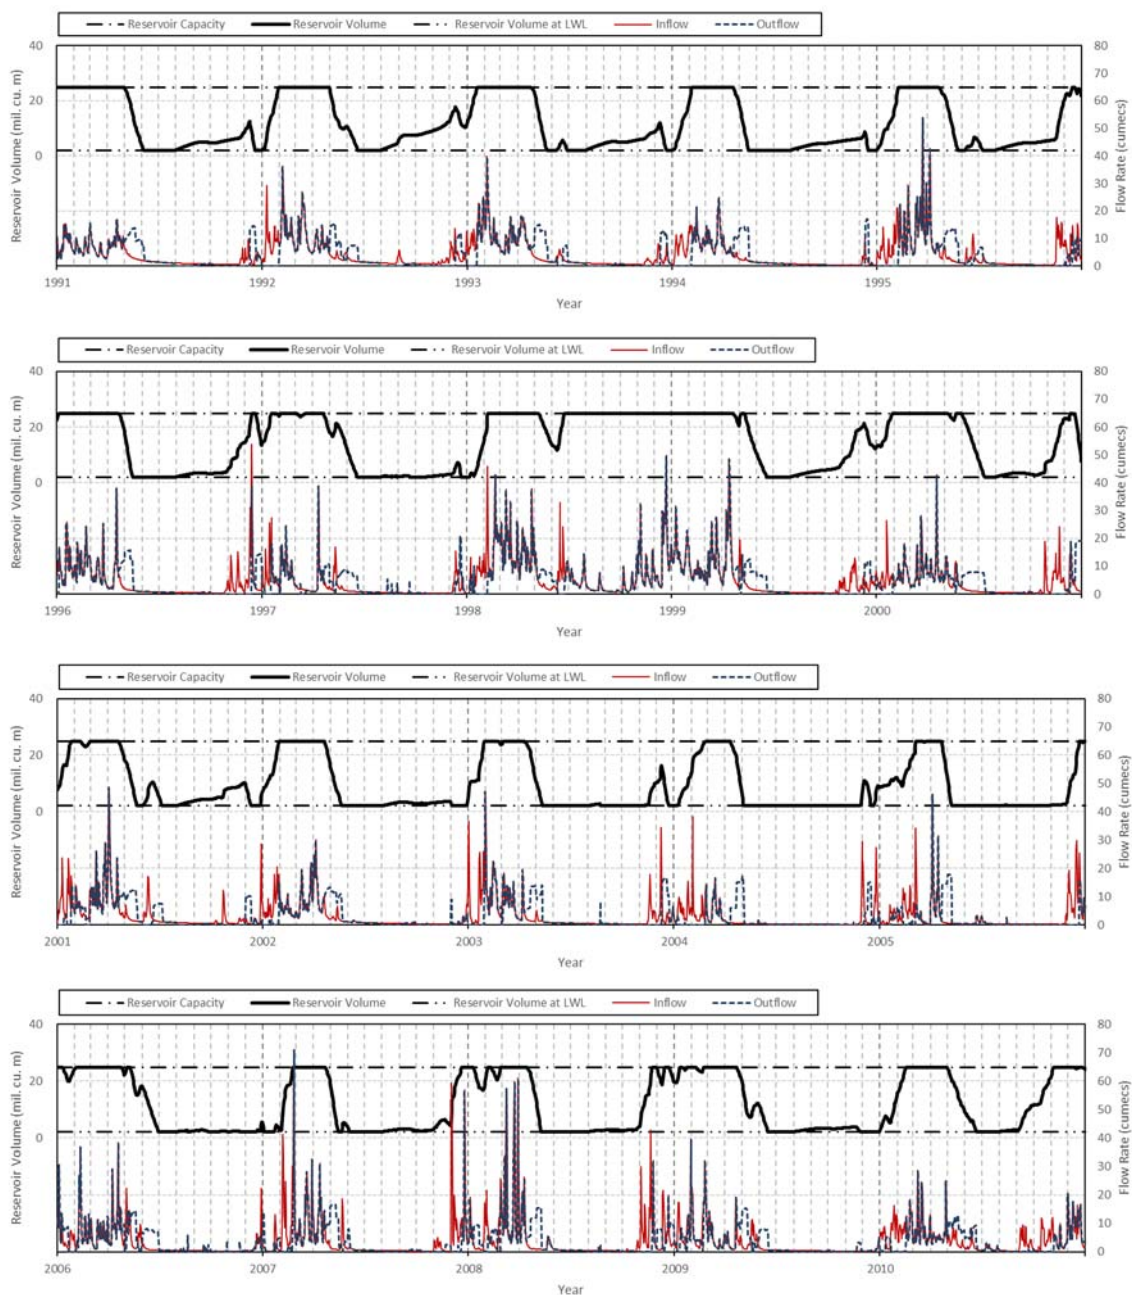 Reservoir Capacity Reservoir Volume Reservoir Volume at LWL Inflow Outflow
Reservoir Volume (mil. cu. m)
40
20
0
80
70
60
50
40
30
20
10
0
Flow Rate (cumecs)
1991 1992 1993 1994 1995
Year
Reservoir Capacity Reservoir Volume Reservoir Volume at LWL Inflow Outflow
Reservoir Volume (mil. cu. m)
40
20
0
80
70
60
50
40
30
20
10
0
Flow Rate (cumecs)
1996 1997 1998 1999 2000
Year
Reservoir Capacity Reservoir Volume Reservoir Volume at LWL Inflow Outflow
Reservoir Volume (mil. cu. m)
40
20
0
80
70
60
50
40
30
20
10
0
Flow Rate (cumecs)
2001 2002 2003 2004 2005
Year
Reservoir Capacity Reservoir Volume Reservoir Volume at LWL Inflow Outflow
Reservoir Volume (mil. cu. m)
40
20
0
80
70
60
50
40
30
20
10
0
Flow Rate (cumecs)
2006 2007 2008 2009 2010
Year